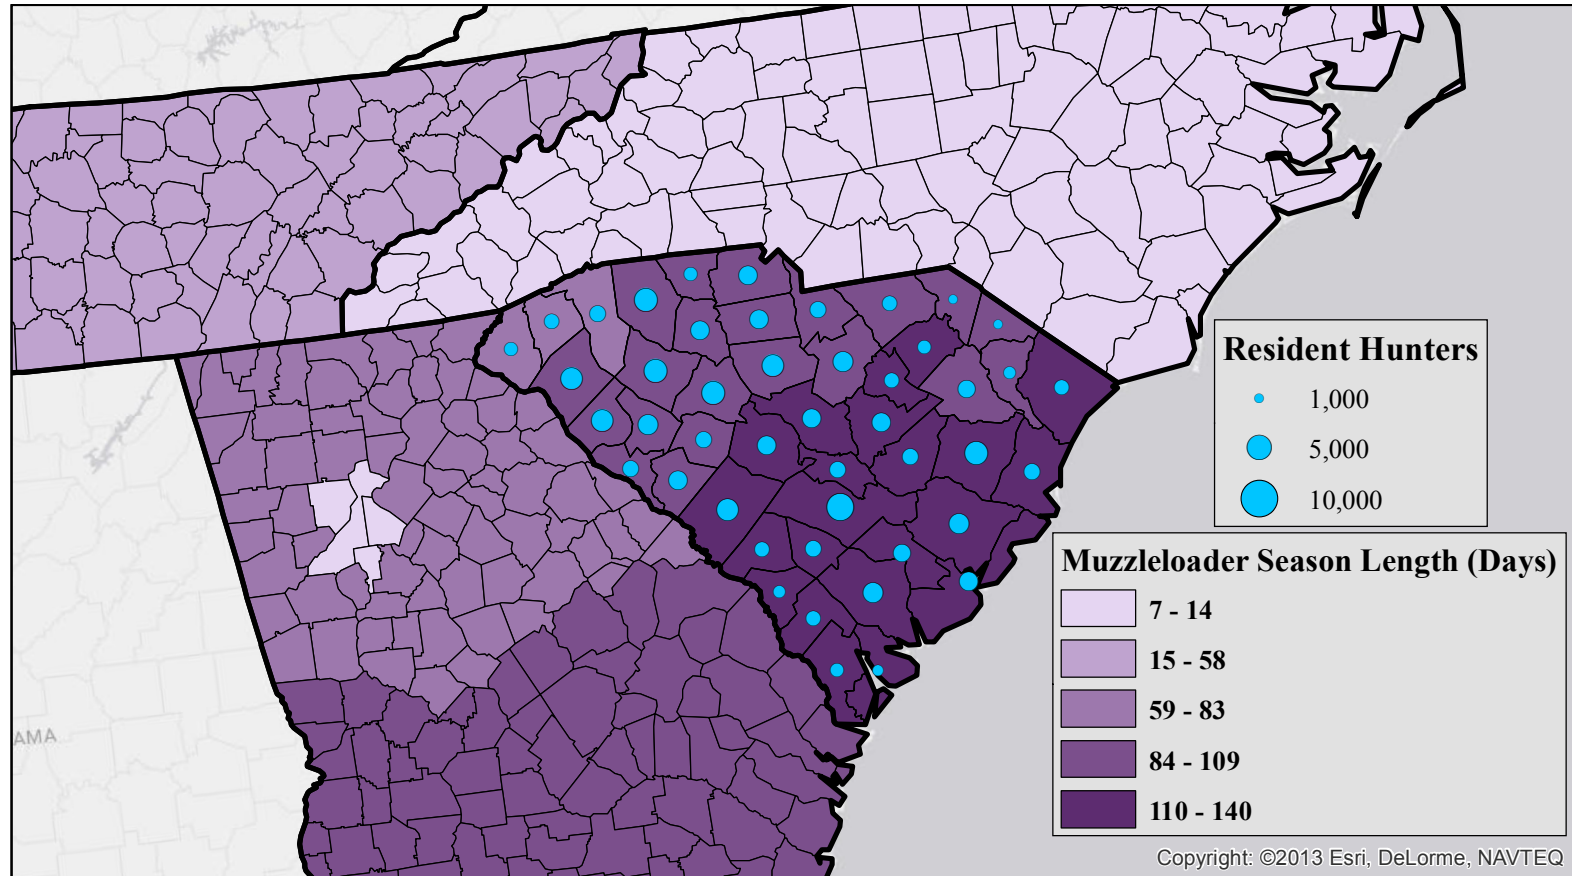 Resident Hunters
1,000
5,000
10,000
Muzzleloader Season Length (Days)
7 - 14
15 - 58
59 - 83
84 - 109
110 - 140
AMA
Copyright: ©2013 Esri, DeLorme, NAVTEQ